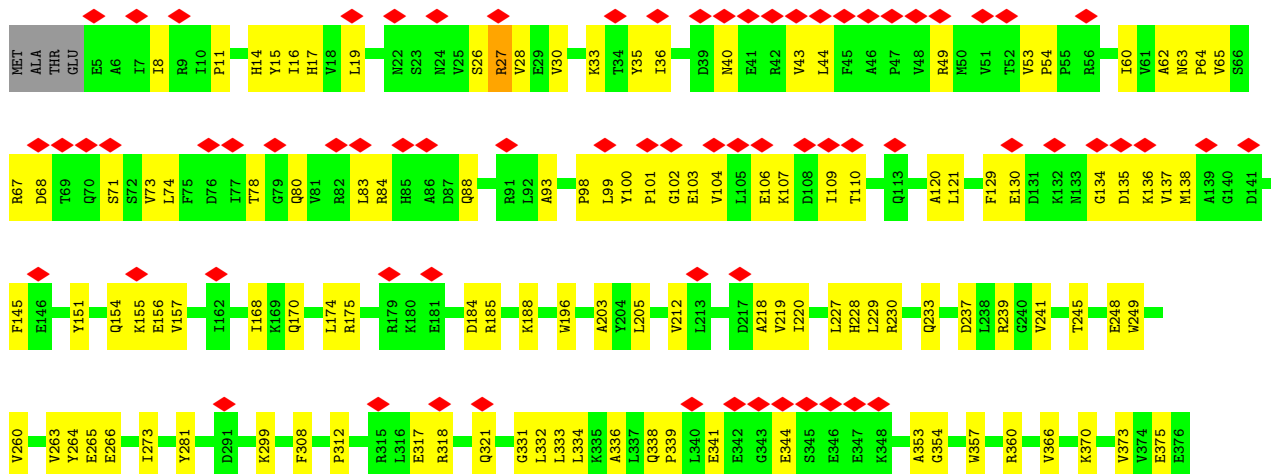 MET ALA THR GLU E5 A6 I7 I8 R9 I10 P11 H14 Y15 I16 H17 V18 L19 N22 S23 N24 V25 S26 R27 V28 E29 V30 K33 T34 Y35 I36 D39 N40 E41 R42 V43 L44 F45 A46 P47 V48 R49 M50 V51 T52 V53 P54 P55 R56 I60 V61 A62 N63 P64 V65 S66
R67 D68 T69 Q70 S71 S72 V73 L74 F75 D76 I77 T78 G79 Q80 V81 R82 L83 R84 H85 A86 D87 Q88 R91 L92 A93 P98 L99 Y100 P101 G102 E103 V104 L105 E106 K107 D108 I109 T110 Q113 A120 L121 F129 E130 D131 K132 N133 G134 D135 K136 V137 M138 A139 G140 D141
F145 E146 Y151 Q154 K155 E156 V157 I162 I168 K169 Q170 L174 R175 R179 K180 E181 D184 R185 K188 W196 A203 Y204 L205 V212 L213 D217 A218 V219 I220 L227 H228 L229 R230 Q233 D237 L238 R239 G240 V241 T245 E248 W249
V260 V263 Y264 E265 E266 I273 Y281 D291 K299 F308 P312 R315 L316 E317 R318 Q321 G331 L332 L333 L334 K335 A336 L337 Q338 P339 L340 E341 E342 G343 E344 S345 E346 E347 K348 A353 G354 W357 R360 V366 K370 V373 V374 E375 E376